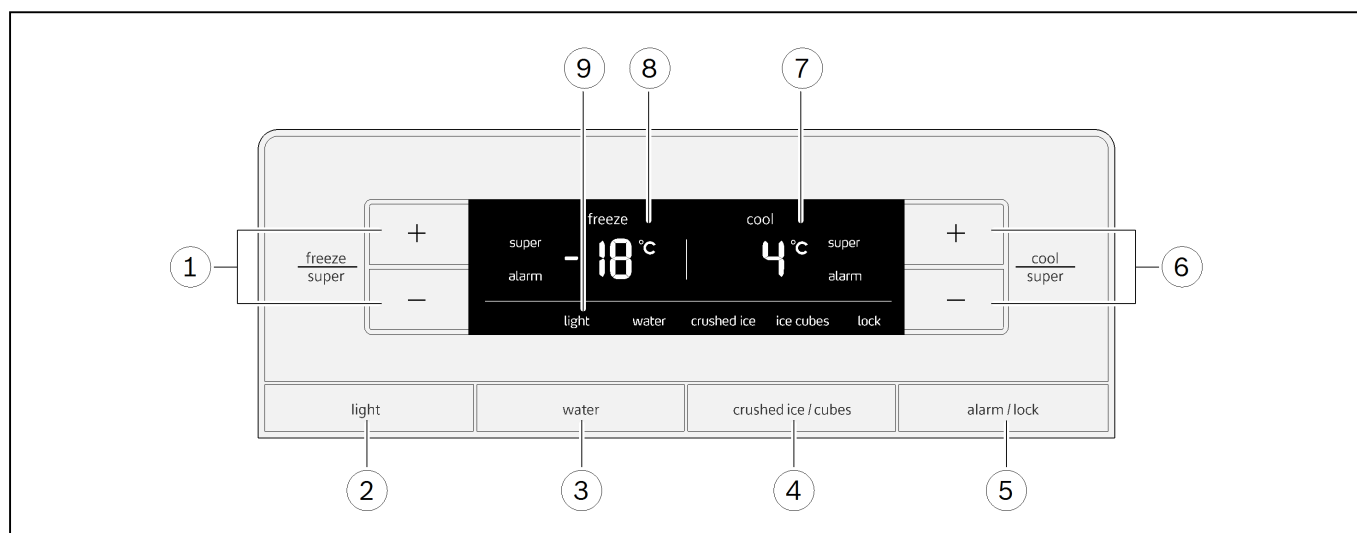 9 8 7
freeze cool
+ +
super -18 °C 4 °C super
1 freeze cool 6
super super
alarm alarm
− −
light water crushed ice ice cubes lock
light water crushed ice / cubes alarm / lock
2 3 4 5